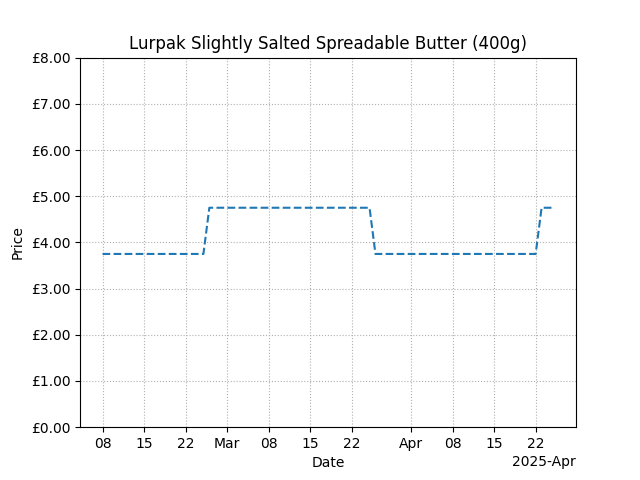 Lurpak Slightly Salted Spreadable Butter (400g)
£8.00
£7.00
£6.00
£5.00
£4.00
£3.00
£2.00
£1.00
£0.00
Price
08 15 22 Mar 08 15 22 Apr 08 15 22
Date
2025-Apr